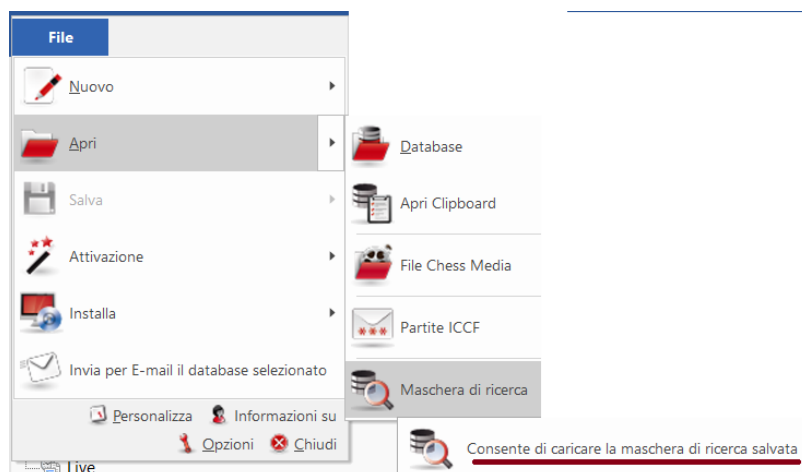 File
Nuovo
Apri
Salva
Attivazione
Installa
Invia per E-mail il database selezionato
Personalizza Informazioni su
Opzioni Chiudi
Live
Database
Apri Clipboard
File Chess Media
Partite ICCF
Maschera di ricerca
Consente di caricare la maschera di ricerca salvata